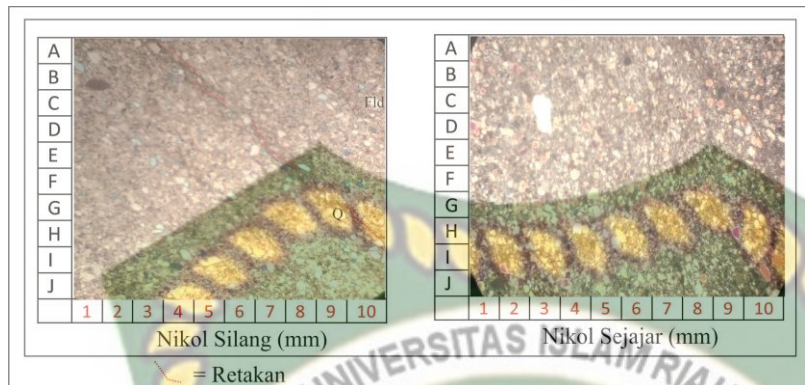 A
B
C
D
E
F
G
H
I
J
Fld
Q
1 2 3 4 5 6 7 8 9 10
Nikol Silang (mm)
A
B
C
D
E
F
G
H
I
J
1 2 3 4 5 6 7 8 9 10
Nikol Sejajar (mm)
= Retakan
UNIVERSITAS ISLAM RIAU